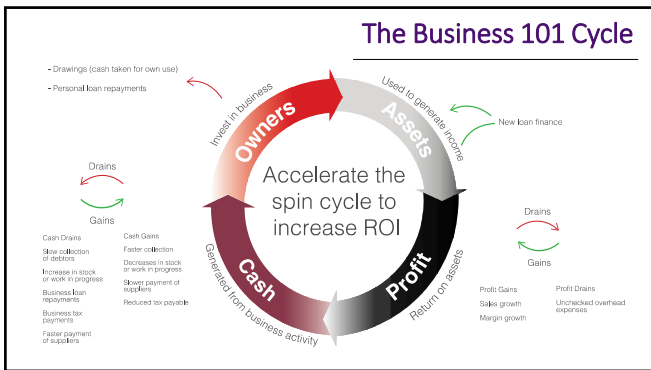 The Business 101 Cycle
- Drawings (cash taken for own use)
- Personal loan repayments
Invest in business
Owners
Used to generate income
Assets
New loan finance
Accelerate the
spin cycle to
increase ROI
Drains
Gains
Cash Drains
Slow collection
of debtors
Increase in stock
or work in progress
Business loan
repayments
Business tax
payments
Faster payment
of suppliers
Cash Gains
Faster collection
Decreases in stock
or work in progress
Slower payment of
suppliers
Reduced tax payable
Cash
Generated from business activity
Profit
Return on assets
Drains
Gains
Profit Gains
Sales growth
Margin growth
Profit Drains
Unchecked overhead
expenses